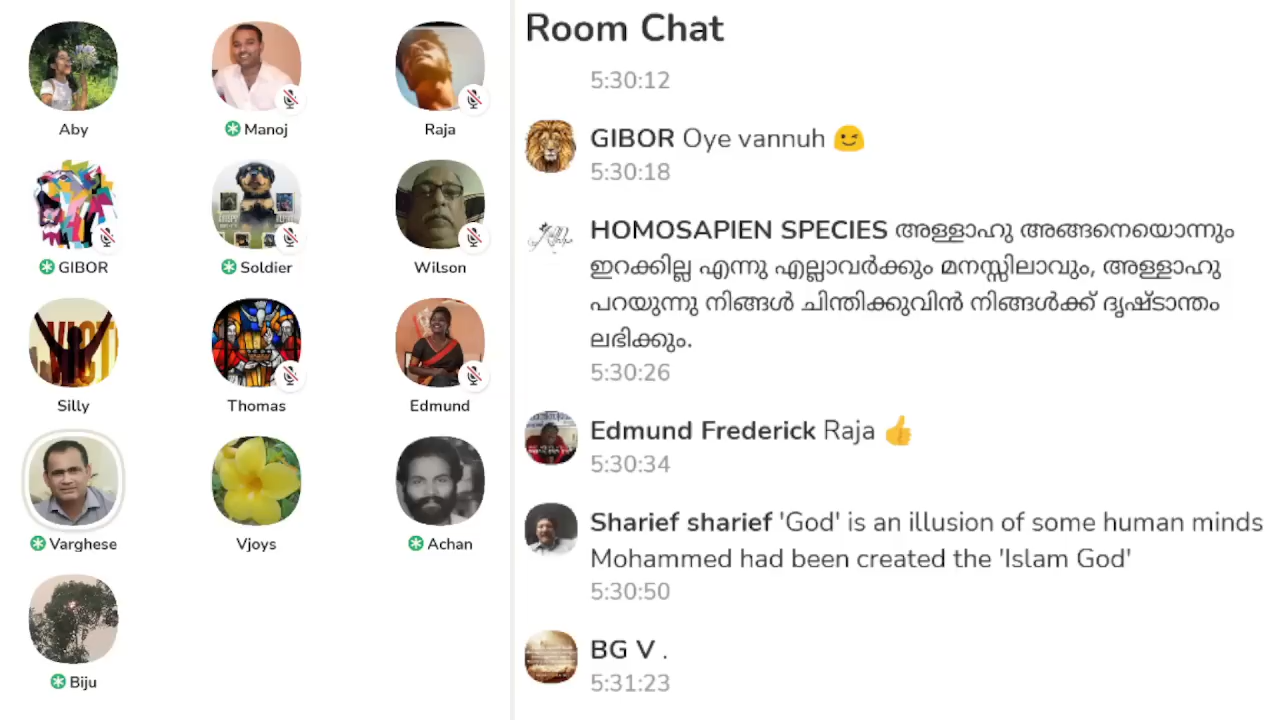 Aby
Manoj
Raja
GIBOR
Soldier
Wilson
VICT
Silly
Thomas
Edmund
Varghese
Vjoys
Achan
Biju
Room Chat
5:30:12
GIBOR Oye vannuh 😉
5:30:18
HOMOSAPIEN SPECIES അള്ളാഹു അങ്ങനെയൊന്നും
ഇറക്കില്ല എന്നു എല്ലാവർക്കും മനസ്സിലാവും, അള്ളാഹു
പറയുന്നു നിങ്ങൾ ചിന്തിക്കുവിൻ നിങ്ങൾക്ക് ദൃഷ്ടാന്തം
ലഭിക്കും.
5:30:26
Edmund Frederick Raja 👍
5:30:34
Sharief sharief 'God' is an illusion of some human minds
Mohammed had been created the 'Islam God'
5:30:50
BG V .
5:31:23